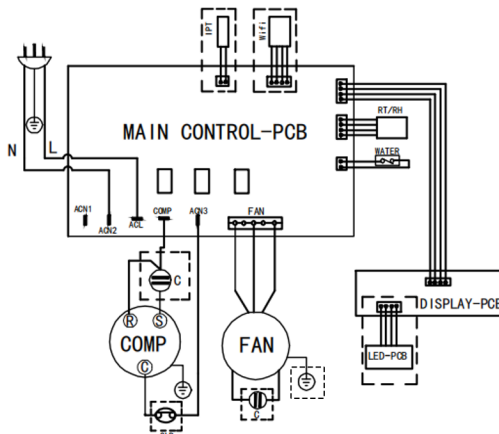 IPT
Wifi
MAIN CONTROL-PCB
RT/RH
N
L
WATER
ACN1
ACN2
ACL
COMP
ACN3
FAN
C
R
S
COMP
C
FAN
C
DISPLAY-PCB
LED-PCB